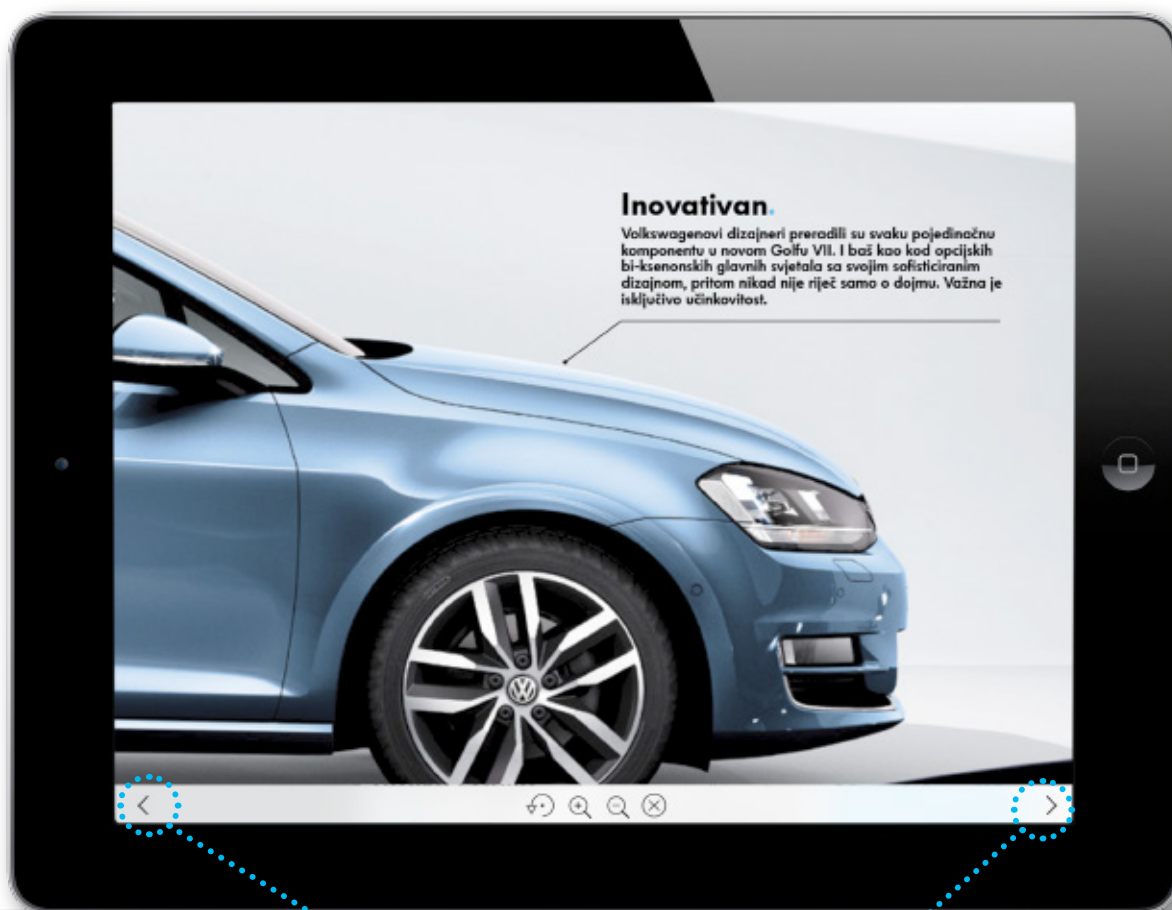 Inovativan.
Volkswagenovi dizajneri preradili su svaku pojedinačnu
komponentu u novom Golfu VII. I baš kao kod opcijskih
bi-ksenonskih glavnih svjetala sa svojim sofisticiranim
dizajnom, pritom nikad nije riječ samo o dojmu. Važna je
isključivo učinkovitost.